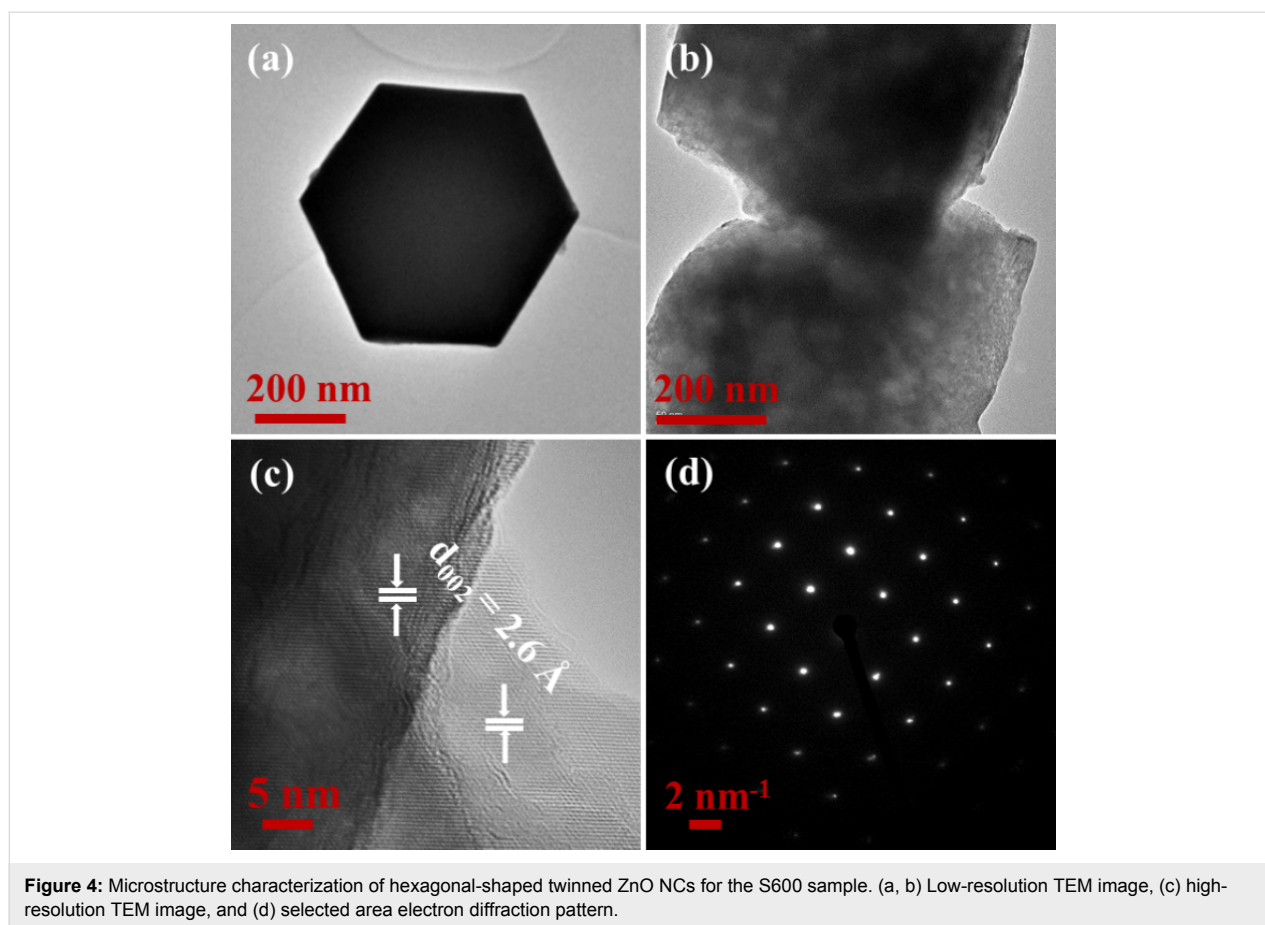 (a)
200 nm
(b)
200 nm
50 nm
(c)
d002 = 2.6 Å
5 nm
(d)
2 nm-1
Figure 4: Microstructure characterization of hexagonal-shaped twinned ZnO NCs for the S600 sample. (a, b) Low-resolution TEM image, (c) high-
resolution TEM image, and (d) selected area electron diffraction pattern.